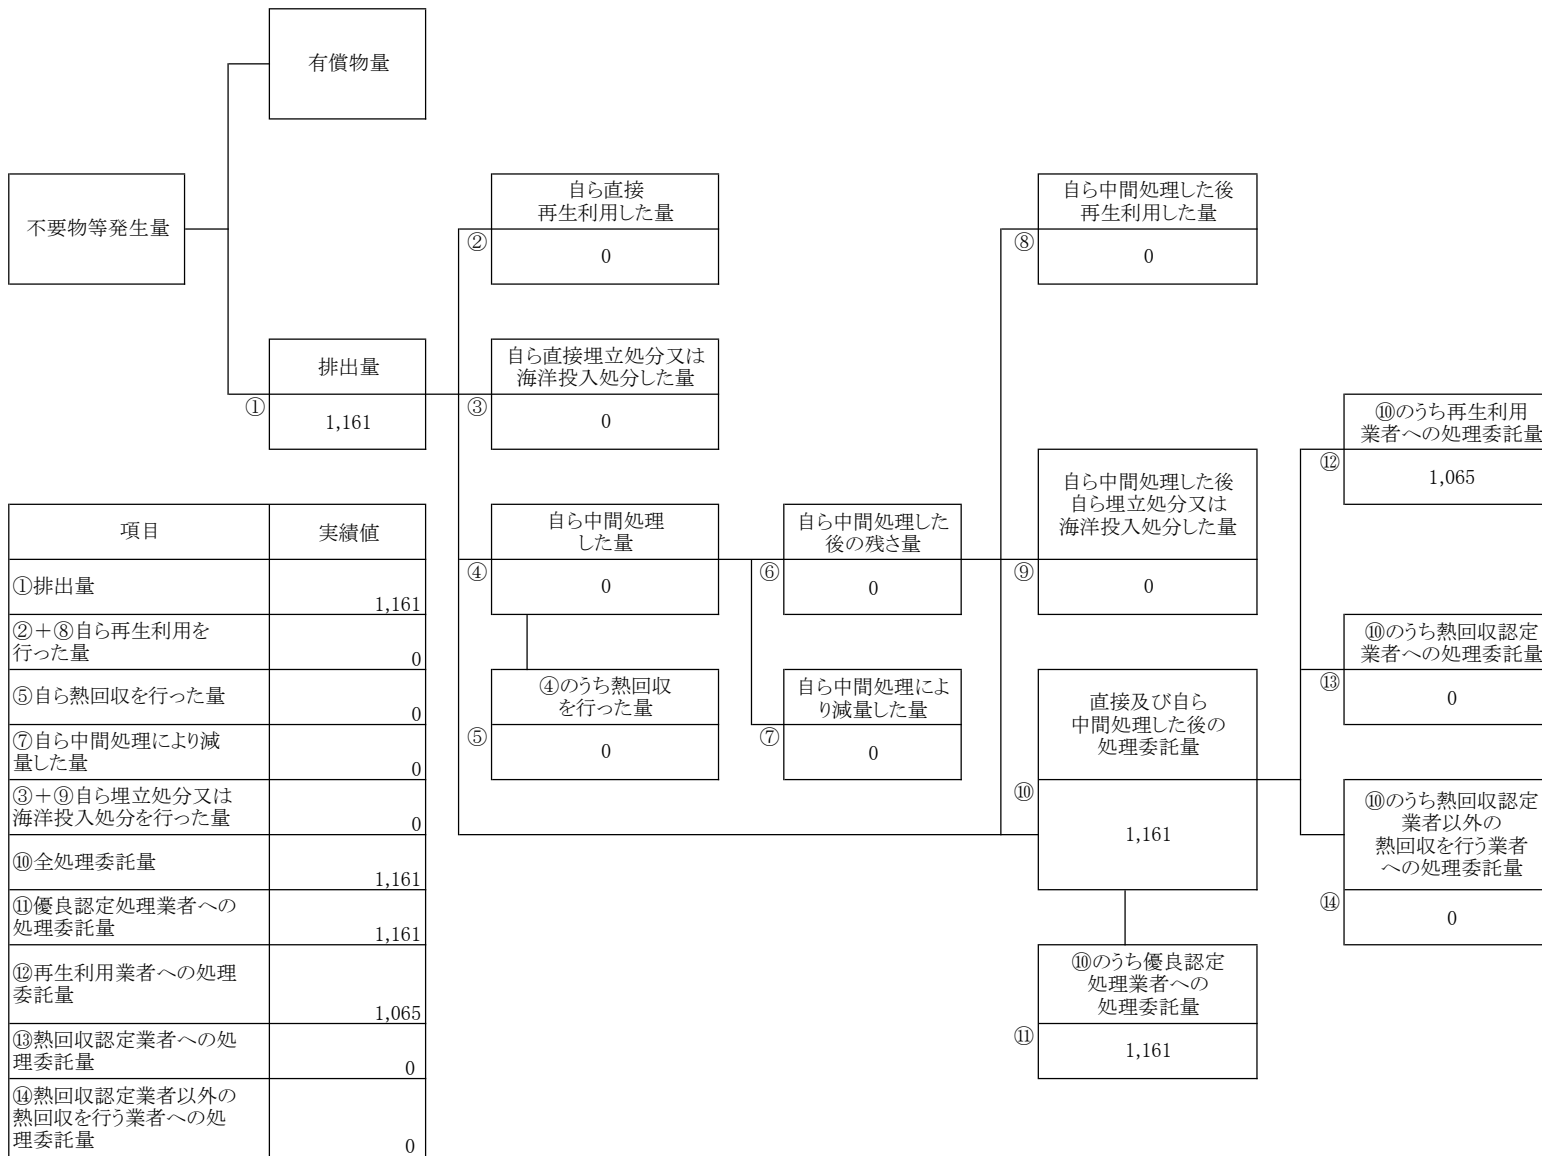 有償物量
不要物等発生量
自ら直接
再生利用した量
②
0
自ら中間処理した後
再生利用した量
⑧
0
排出量
①
1,161
自ら直接埋立処分又は
海洋投入処分した量
③
0
⑩のうち再生利用
業者への処理委託量
⑫
1,065
自ら中間処理
した量
④
0
自ら中間処理した
後の残さ量
⑥
0
自ら中間処理した後
自ら埋立処分又は
海洋投入処分した量
⑨
0
⑩のうち熱回収認定
業者への処理委託量
⑬
0
④のうち熱回収
を行った量
⑤
0
自ら中間処理によ
り減量した量
⑦
0
直接及び自ら
中間処理した後の
処理委託量
⑩
1,161
⑩のうち熱回収認定
業者以外の
熱回収を行う業者
への処理委託量
⑭
0
⑩のうち優良認定
処理業者への
処理委託量
⑪
1,161
項目
実績値
①排出量
1,161
②＋⑧自ら再生利用を
行った量
0
⑤自ら熱回収を行った量
0
⑦自ら中間処理により減
量した量
0
③＋⑨自ら埋立処分又は
海洋投入処分を行った量
0
⑩全処理委託量
1,161
⑪優良認定処理業者への
処理委託量
1,161
⑫再生利用業者への処理
委託量
1,065
⑬熱回収認定業者への処
理委託量
0
⑭熱回収認定業者以外の
熱回収を行う業者への処
理委託量
0